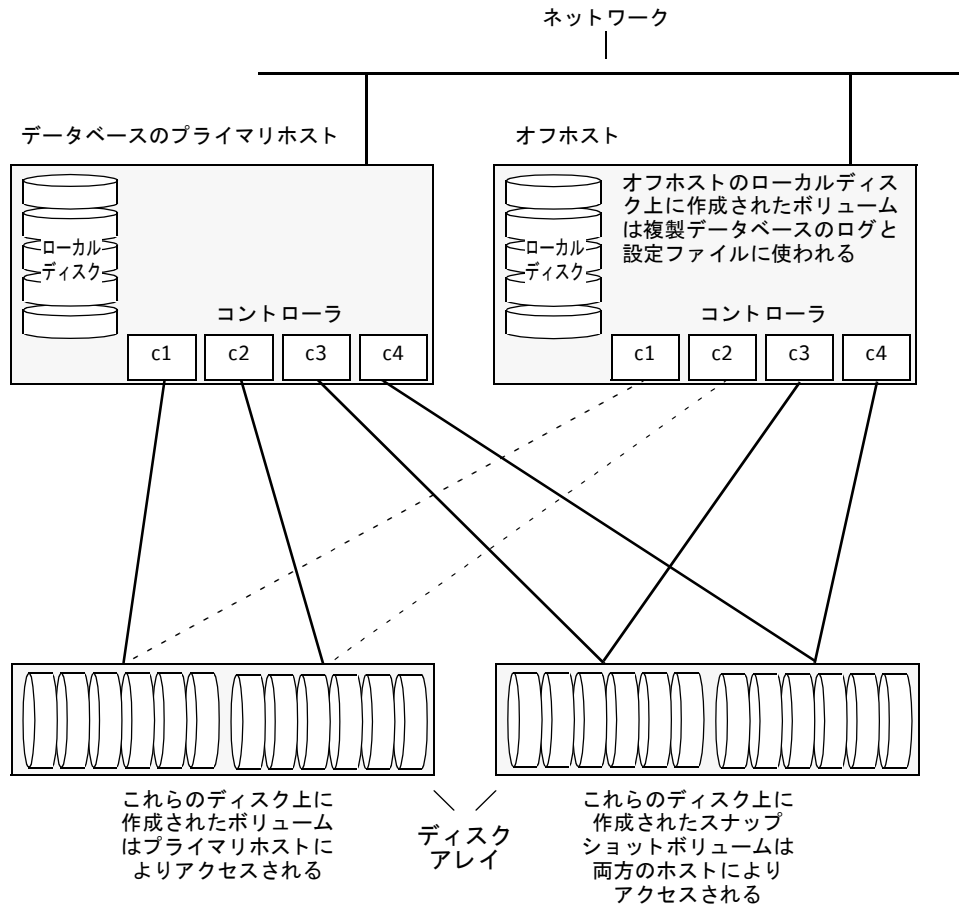 ネットワーク
データベースのプライマリホスト
オフホスト
ローカル
ディスク
コントローラ
c1
c2
c3
c4
ローカル
ディスク
オフホストのローカルディス
ク上に作成されたボリューム
は複製データベースのログと
設定ファイルに使われる
コントローラ
c1
c2
c3
c4
これらのディスク上に
作成されたボリューム
はプライマリホストに
よりアクセスされる
ディスク
アレイ
これらのディスク上に
作成されたスナップ
ショットボリュームは
両方のホストにより
アクセスされる